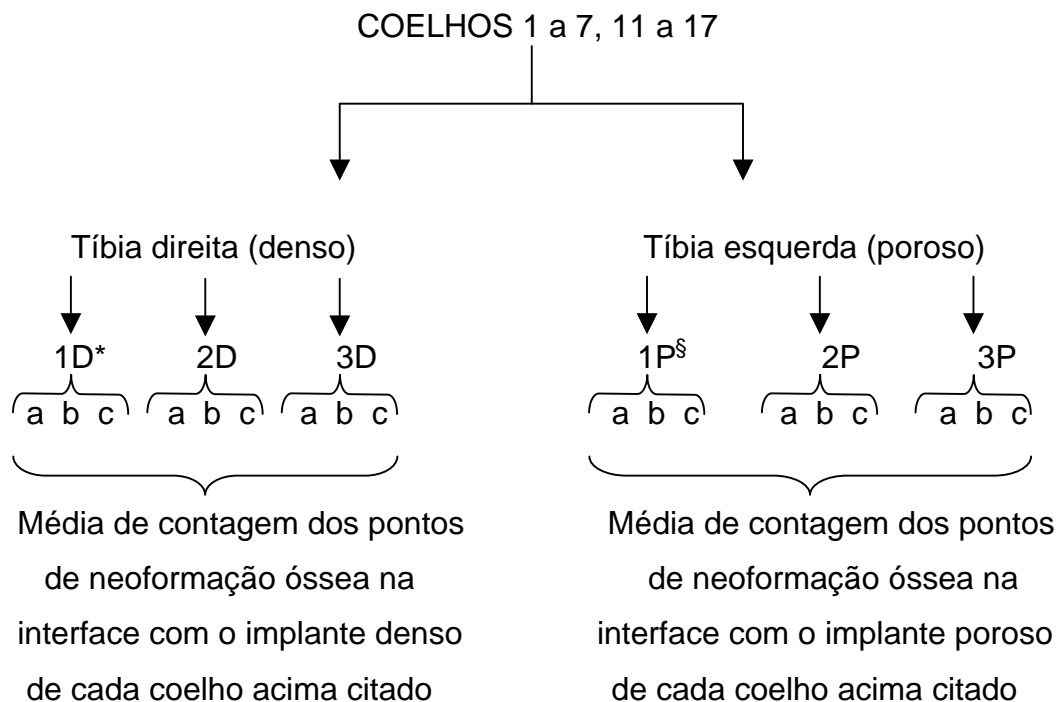 COELHOS 1 a 7, 11 a 17
Tíbia direita (denso)
1D* 2D 3D
a b c a b c a b c
Média de contagem dos pontos
de neoformação óssea na
interface com o implante denso
de cada coelho acima citado
Tíbia esquerda (poroso)
1P§ 2P 3P
a b c a b c a b c
Média de contagem dos pontos
de neoformação óssea na
interface com o implante poroso
de cada coelho acima citado